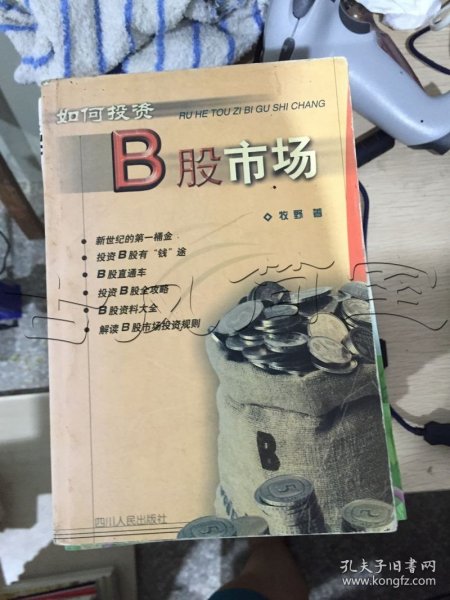 如何投资
RU HE TOU ZI BI GU SHI CHANG
B股市场
牧野 著
新世纪的第一桶金
投资B股有“钱”途
B股直通车
投资B股全攻略
B股资料大全
解读B股市场投资规则
B
四川人民出版社
孔夫子旧书网
www.kongfz.com